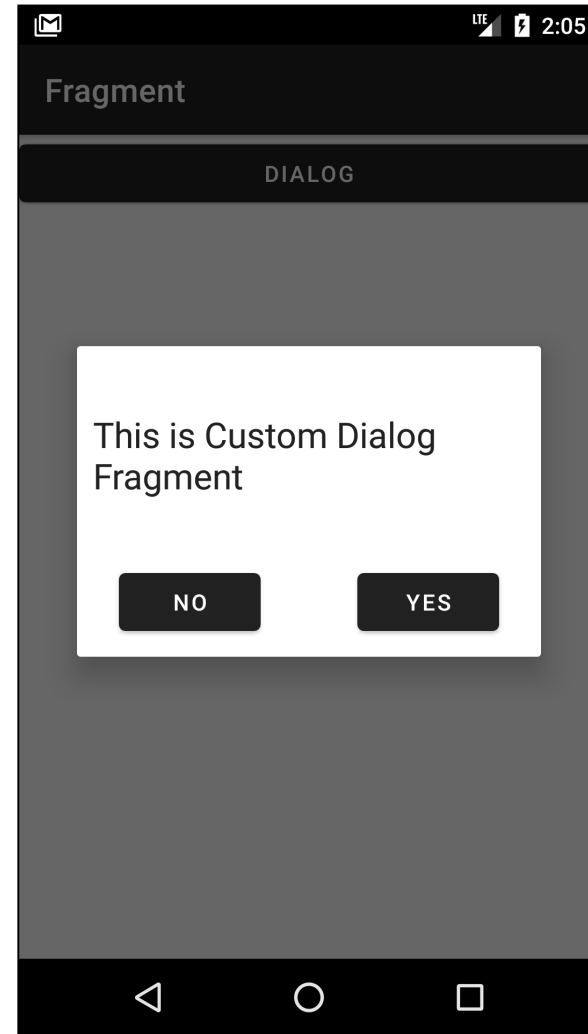 LTE 2:05
Fragment
DIALOG
This is Custom Dialog
Fragment
NO YES